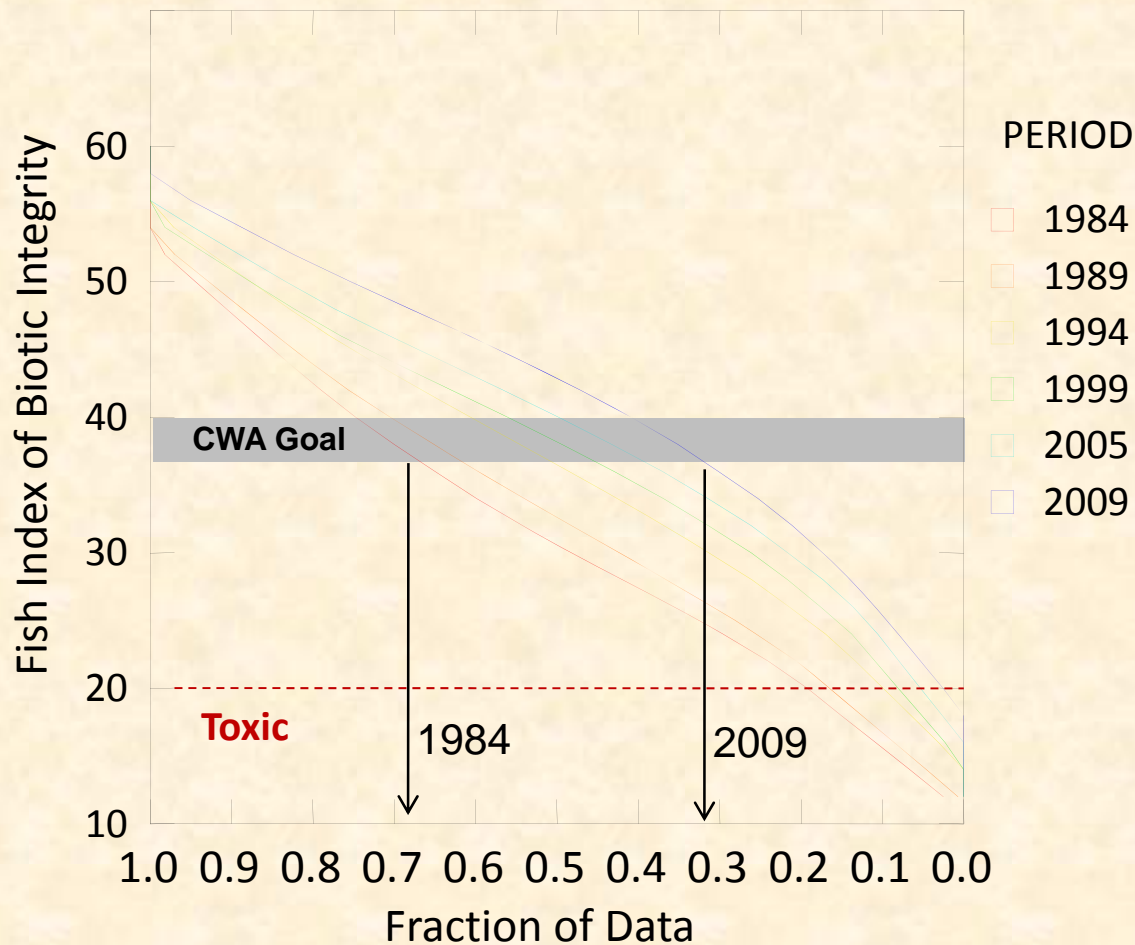 60
50
40
30
20
10
Fish Index of Biotic Integrity
CWA Goal
Toxic
1984
2009
1.0 0.9 0.8 0.7 0.6 0.5 0.4 0.3 0.2 0.1 0.0
Fraction of Data
PERIOD
1984
1989
1994
1999
2005
2009